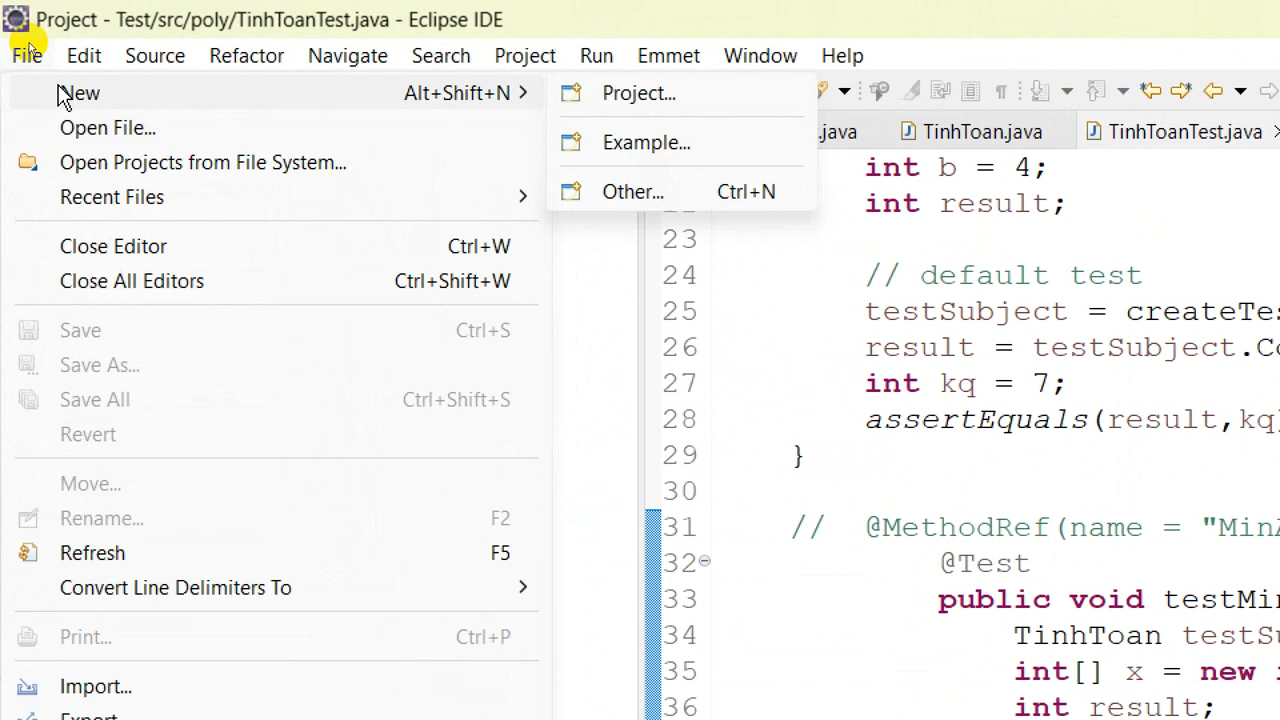 Project - Test/src/poly/TinhToanTest.java - Eclipse IDE
File Edit Source Refactor Navigate Search Project Run Emmet Window Help
New Alt+Shift+N
Open File...
Open Projects from File System...
Recent Files
Close Editor Ctrl+W
Close All Editors Ctrl+Shift+W
Save Ctrl+S
Save As...
Save All Ctrl+Shift+S
Revert
Move...
Rename... F2
Refresh F5
Convert Line Delimiters To
Print... Ctrl+P
Import...
Export
Project...
Example...
Other... Ctrl+N
.java TinhToan.java TinhToanTest.java
int b = 4;
int result;
23
24 // default test
25 testSubject = createTes
26 result = testSubject.Co
27 int kq = 7;
28 assertEquals(result,kq)
29 }
30
31 // @MethodRef(name = "MinA
32 @Test
33 public void testMin
34 TinhToan testSu
35 int[] x = new i
36 int result;